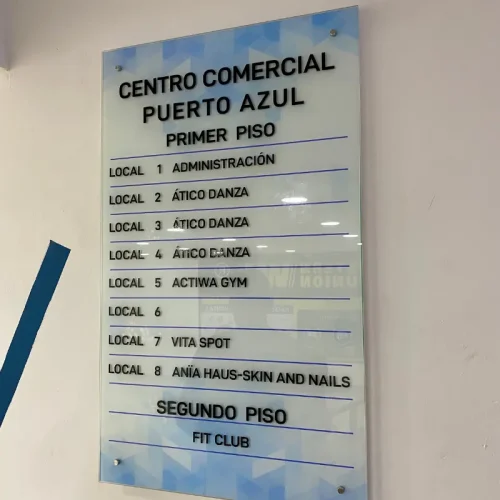 CENTRO COMERCIAL
PUERTO AZUL
PRIMER PISO
LOCAL 1 ADMINISTRACIÓN
LOCAL 2 ÁTICO DANZA
LOCAL 3 ÁTICO DANZA
LOCAL 4 ÁTICO DANZA
LOCAL 5 ACTIWA GYM
LOCAL 6
LOCAL 7 VITA SPOT
LOCAL 8 ANÏA HAUS-SKIN AND NAILS
SEGUNDO PISO
FIT CLUB